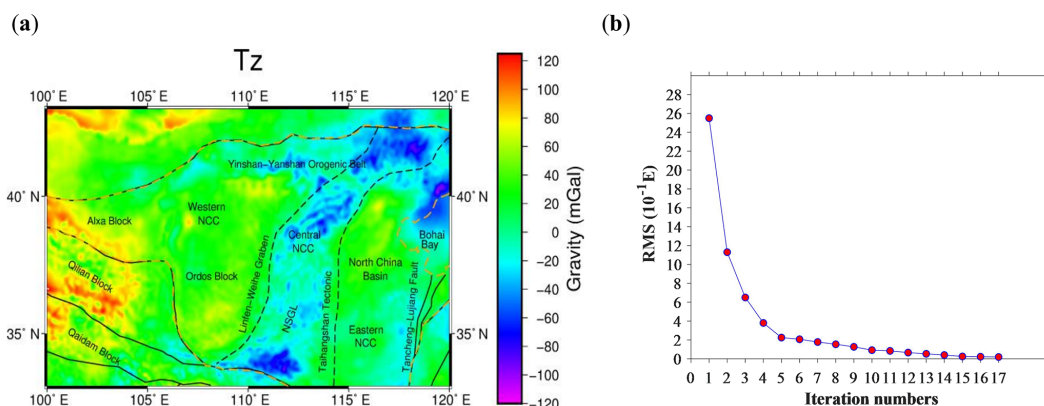 (a)
Tz
100° E 105° E 110° E 115° E 120° E
40° N 40° N
35° N 35° N
100° E 105° E 110° E 115° E 120° E
Yinshan–Yanshan Orogenic Belt
Alxa Block
Western
NCC
Central
NCC
Bohai
Bay
Qilian Block
Ordos Block
Linfen–Weihe Graben
North China
Basin
NSGL
Taihangshan Tectonic
Tancheng–Lujiang Fault
Eastern
NCC
Qaidam Block
120
100
80
60
40
20
0
−20
−40
−60
−80
−100
−120
Gravity (mGal)
(b)
28
26
24
22
20
18
16
14
12
10
8
6
4
2
0
RMS (10⁻¹E)
0 1 2 3 4 5 6 7 8 9 10 11 12 13 14 15 16 17
Iteration numbers